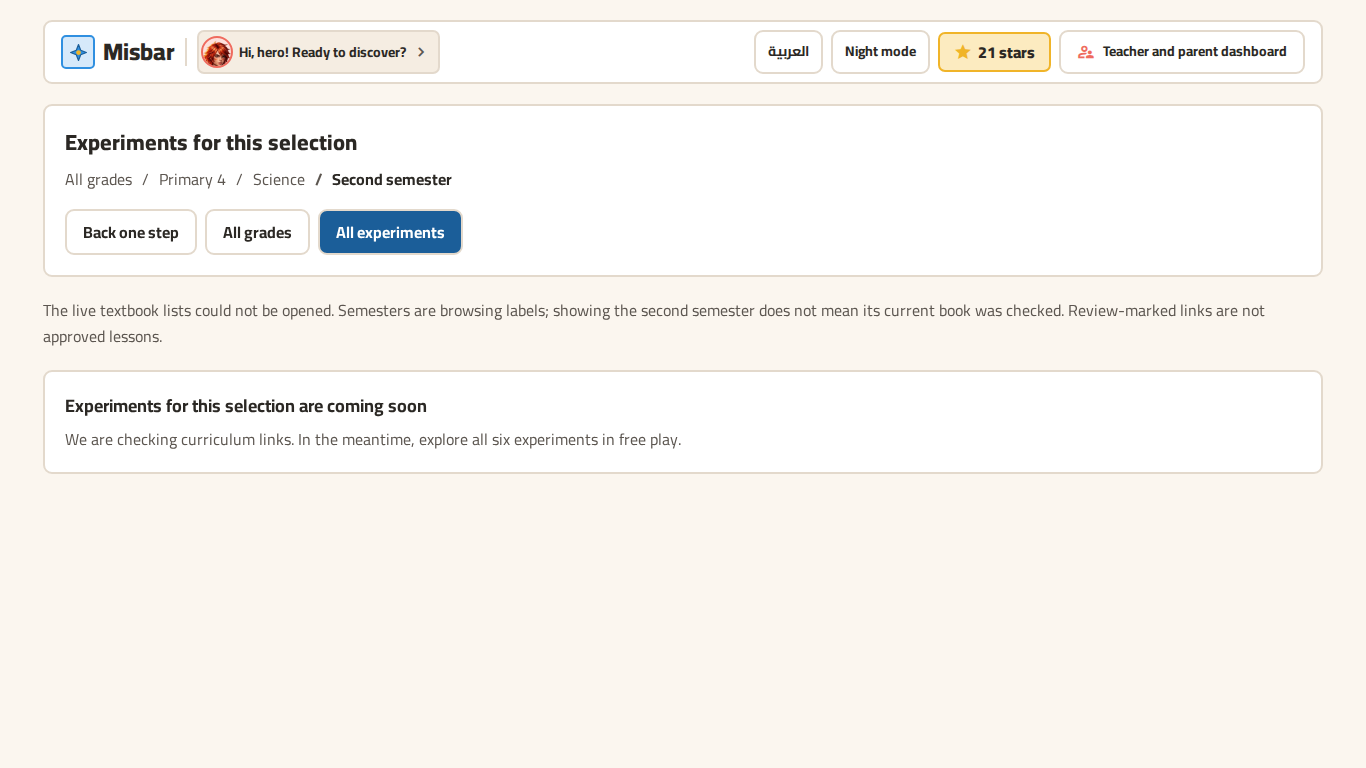 Misbar
Hi, hero! Ready to discover?
العربية
Night mode
21 stars
Teacher and parent dashboard
Experiments for this selection
All grades / Primary 4 / Science / Second semester
Back one step
All grades
All experiments
The live textbook lists could not be opened. Semesters are browsing labels; showing the second semester does not mean its current book was checked. Review-marked links are not
approved lessons.
Experiments for this selection are coming soon
We are checking curriculum links. In the meantime, explore all six experiments in free play.